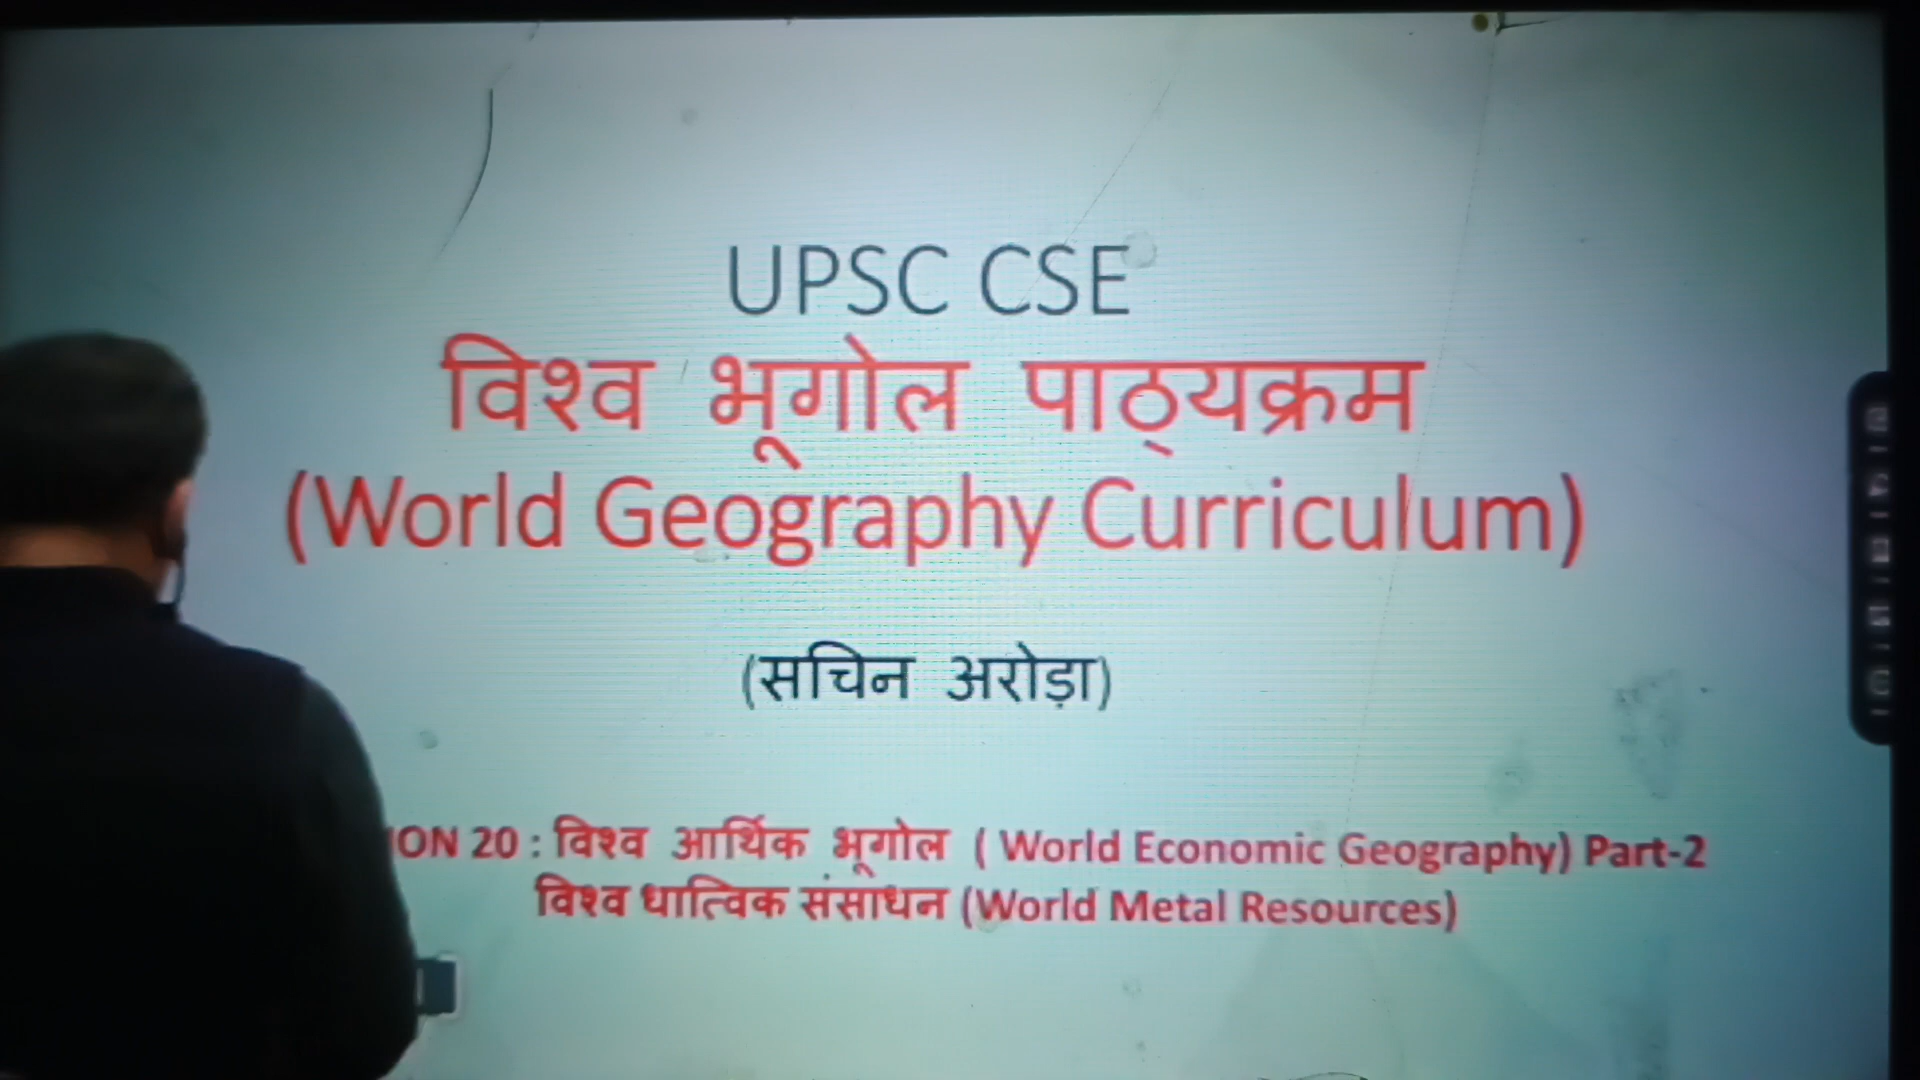 UPSC CSE
विश्व भूगोल पाठ्यक्रम
(World Geography Curriculum)
(सचिन अरोड़ा)
ION 20 : विश्व आर्थिक भूगोल ( World Economic Geography) Part-2
विश्व धात्विक संसाधन (World Metal Resources)